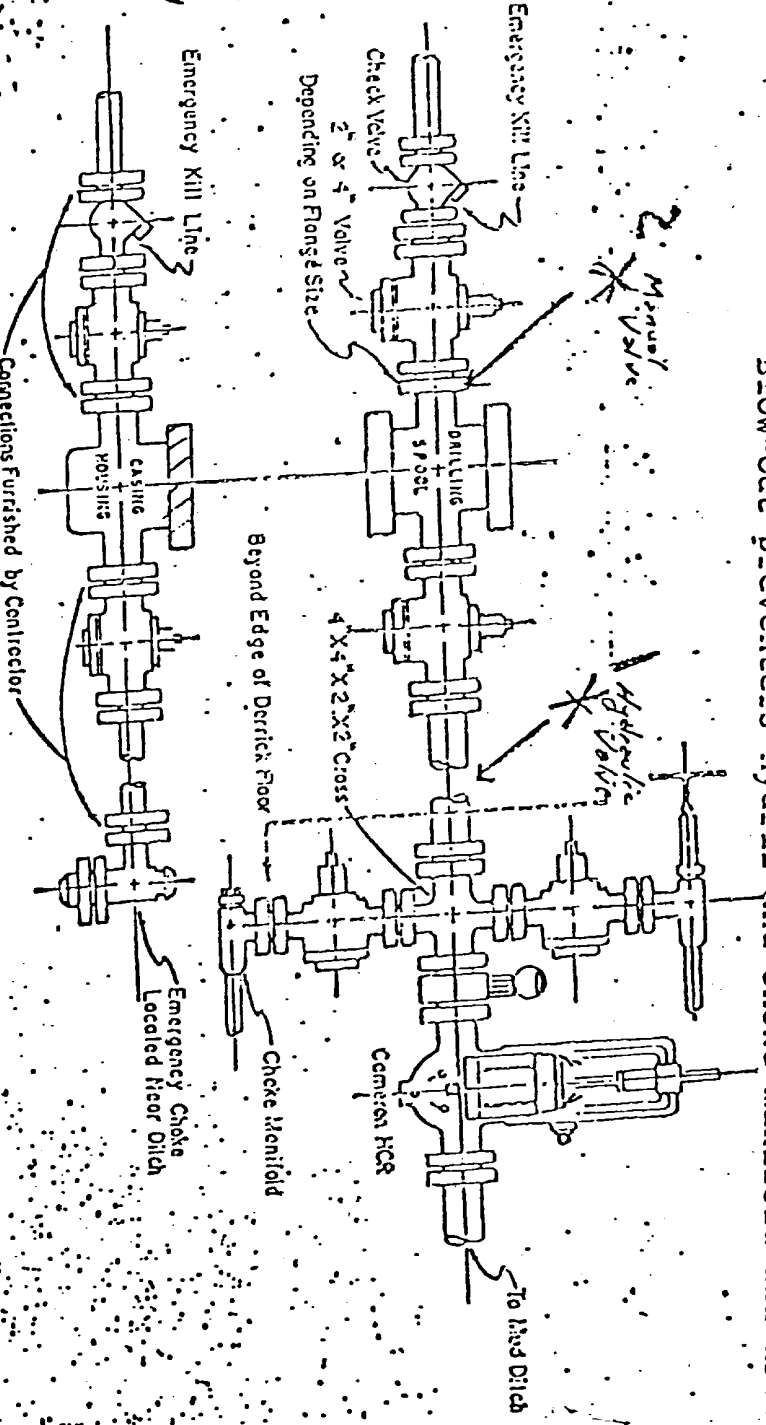 Emergency Kill Line
Check Valve
2" or 4" Valve
Depending on Flange Size
2" Manual
Valve
DRILLING
SPOOL
Hydraulic
Valve
4"X4"X2"X2" Cross
Beyond Edge of Derrick Floor
Cameron HCR
Choke Manifold
To Mud Ditch
Emergency Kill Line
CASING
HOUSING
Connections Furnished by Contractor
Emergency Choke
Located Near Ditch